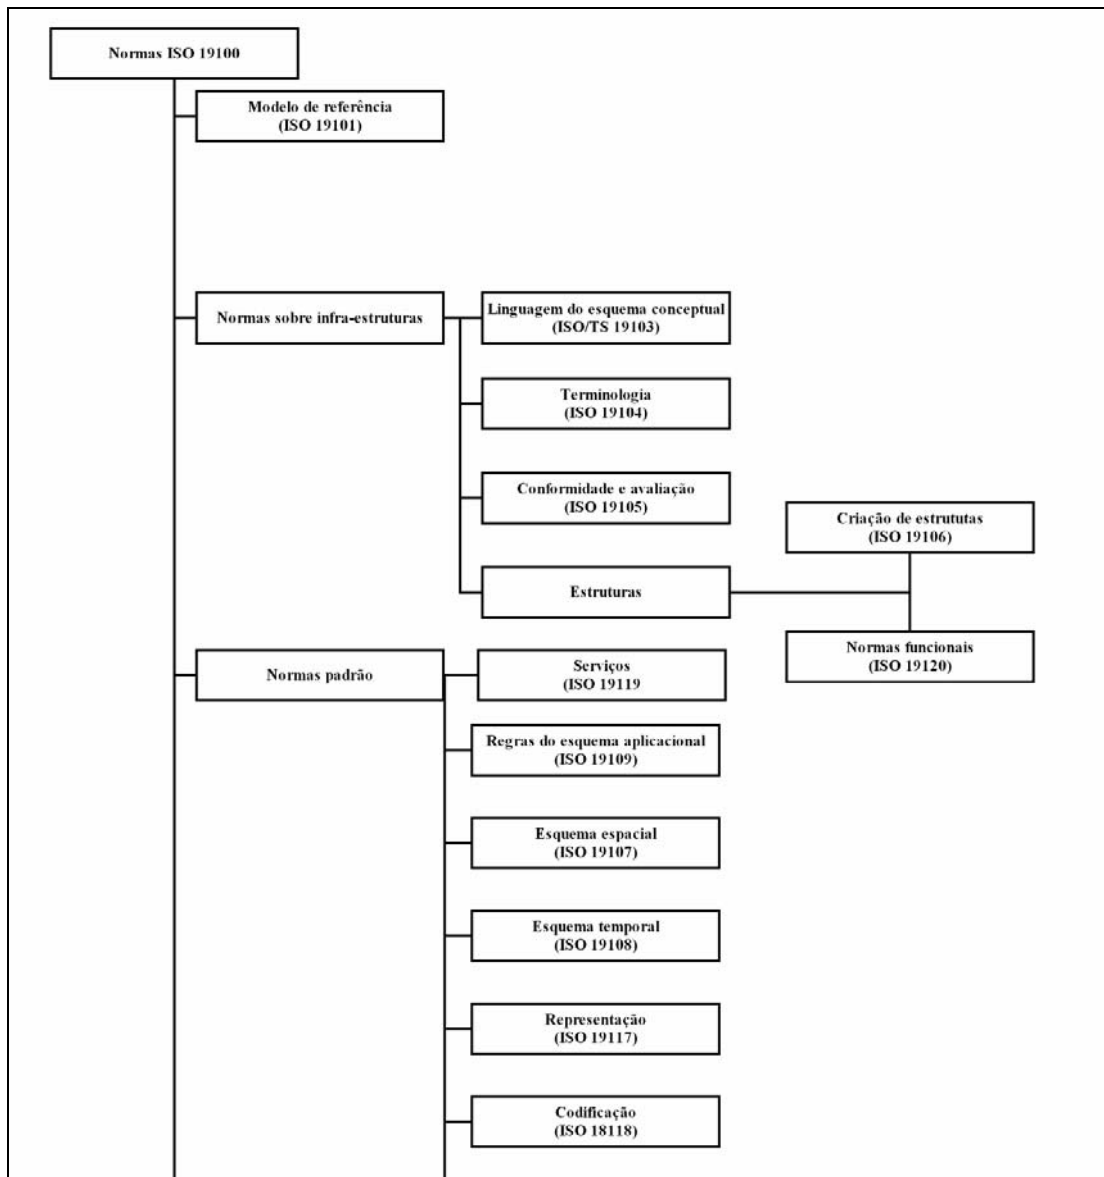 Normas ISO 19100
Modelo de referência
(ISO 19101)
Normas sobre infra-estruturas
Linguagem do esquema conceptual
(ISO/TS 19103)
Terminologia
(ISO 19104)
Conformidade e avaliação
(ISO 19105)
Estruturas
Criação de estrututas
(ISO 19106)
Normas funcionais
(ISO 19120)
Normas padrão
Serviços
(ISO 19119
Regras do esquema aplicacional
(ISO 19109)
Esquema espacial
(ISO 19107)
Esquema temporal
(ISO 19108)
Representação
(ISO 19117)
Codificação
(ISO 18118)